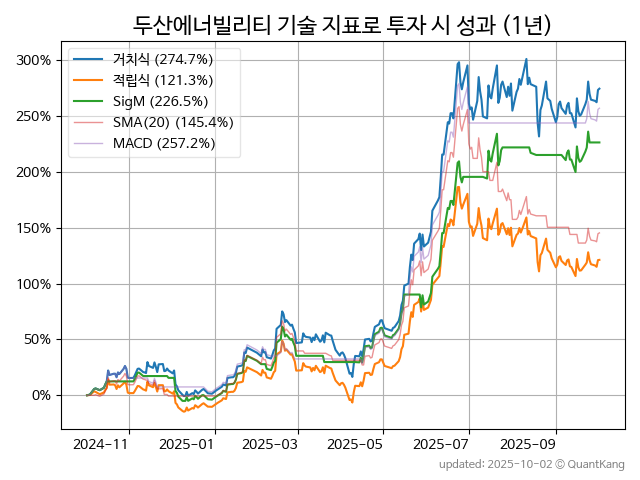 두산에너빌리티 기술 지표로 투자 시 성과 (1년)
거치식 (274.7%)
적립식 (121.3%)
SigM (226.5%)
SMA(20) (145.4%)
MACD (257.2%)
300%
250%
200%
150%
100%
50%
0%
2024-11
2025-01
2025-03
2025-05
2025-07
2025-09
updated: 2025-10-02 © QuantKang